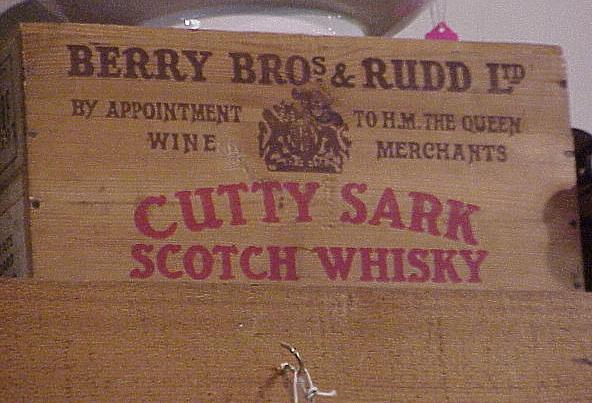 BERRY BROS & RUDD LTD
BY APPOINTMENT TO H.M. THE QUEEN
WINE MERCHANTS
CUTTY SARK
SCOTCH WHISKY